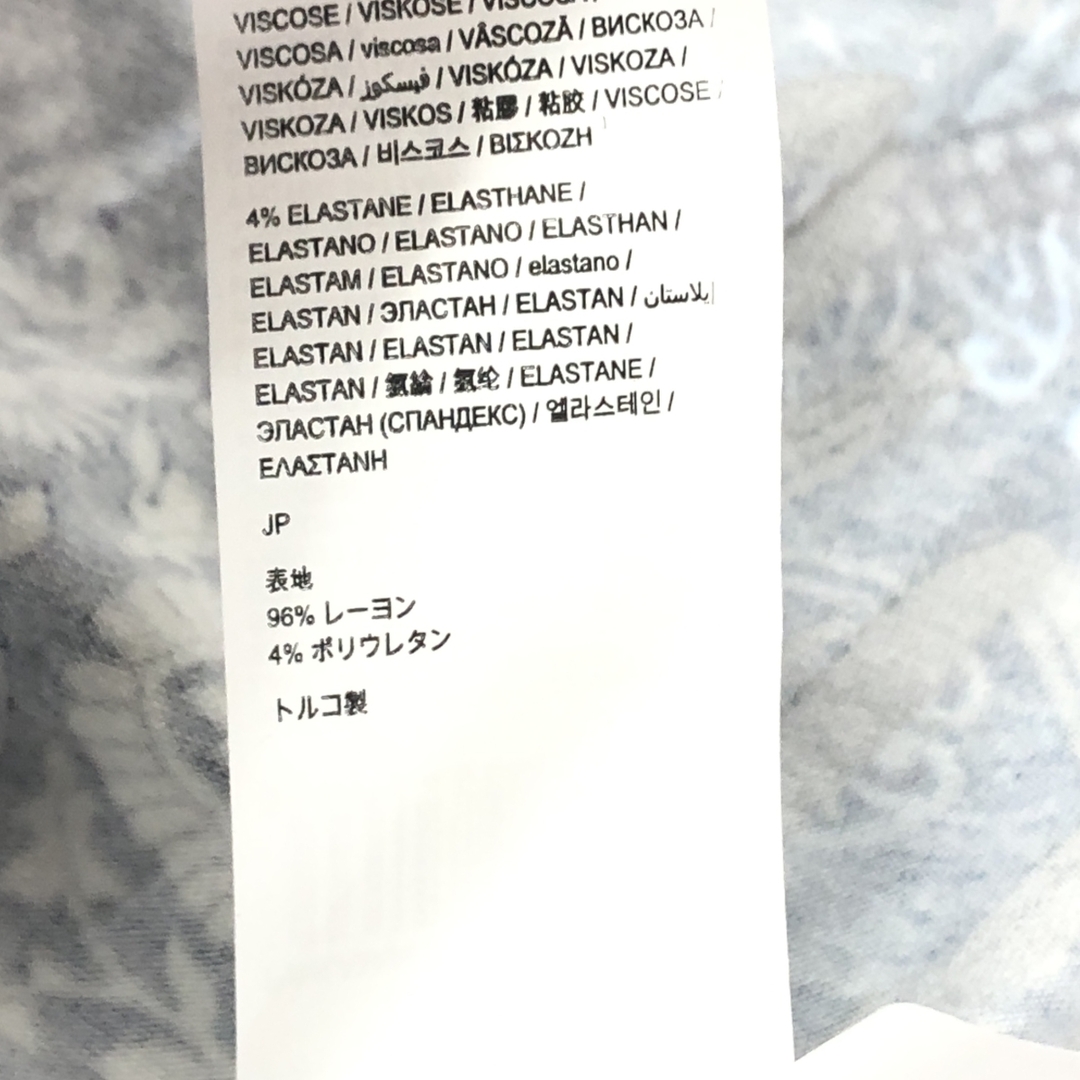 VISCOSE / VISKOSE /
VISCOSA / viscosa / VÂSCOZĂ / ВИСКОЗА /
VISKÓZA / فيسكوز / VISKÓZA / VISKOZA /
VISKOZA / VISKOS / 粘膠 / 粘胶 / VISCOSE /
ВИСКОЗА / 비스코스 / ΒΙΣΚΟΖΗ
4% ELASTANE / ELASTHANE /
ELASTANO / ELASTANO / ELASTHAN /
ELASTAM / ELASTANO / elastano /
ELASTAN / ЭЛАСТАН / ELASTAN / إيلاستان
ELASTAN / ELASTAN / ELASTAN /
ELASTAN / 氨綸 / 氨纶 / ELASTANE /
ЭЛАСТАН (СПАНДЕКС) / 엘라스테인 /
ΕΛΑΣΤΑΝΗ
JP
表地
96% レーヨン
4% ポリウレタン
トルコ製